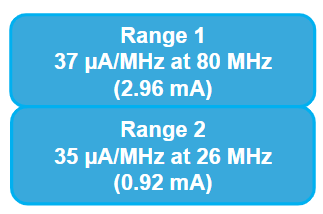 Range 1
37 µA/MHz at 80 MHz
(2.96 mA)
Range 2
35 µA/MHz at 26 MHz
(0.92 mA)